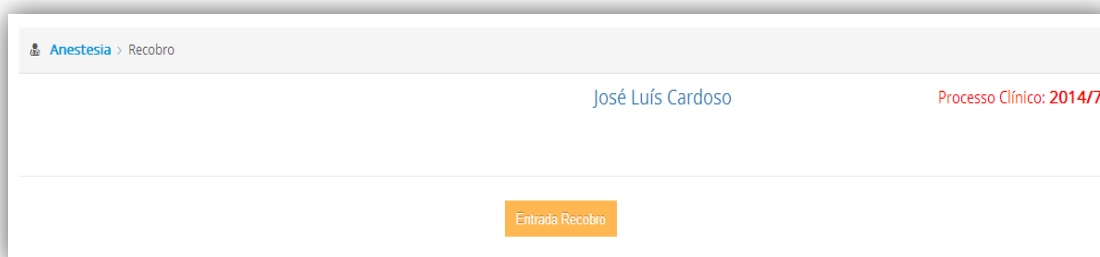 Anestesia > Recobro
José Luís Cardoso
Processo Clínico: 2014/7
Entrada Recobro